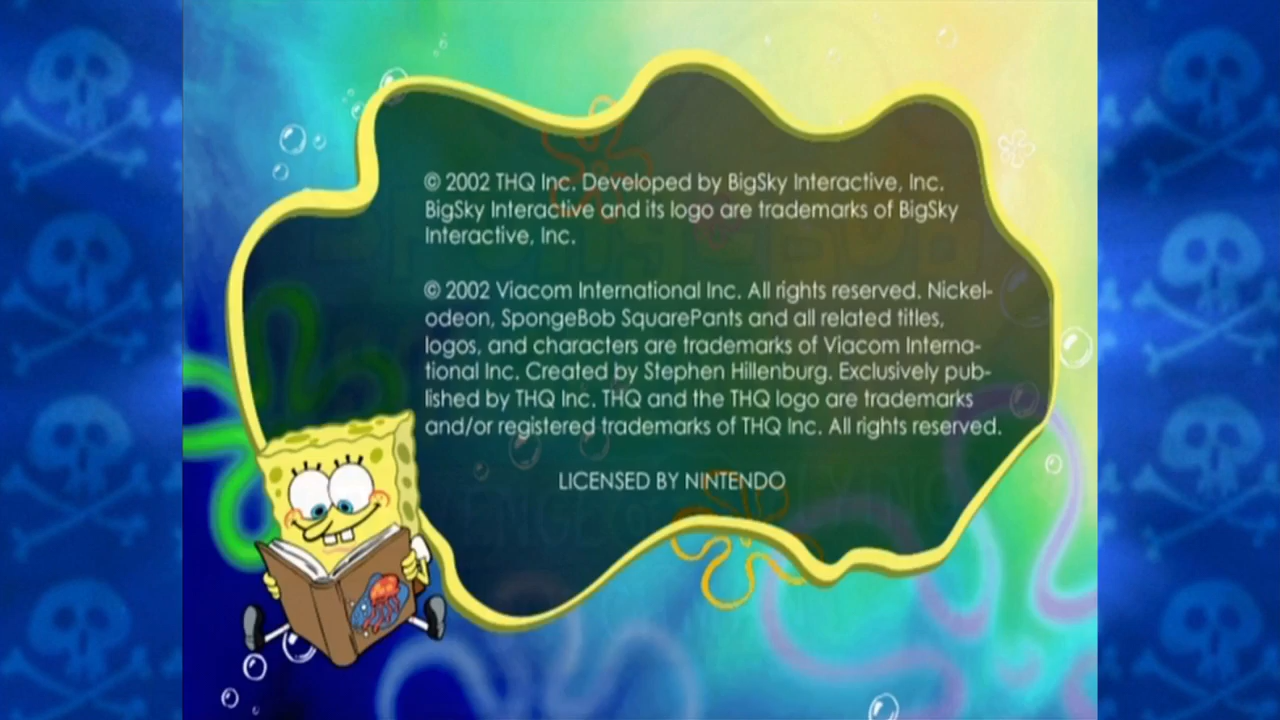 © 2002 THQ Inc. Developed by BigSky Interactive, Inc.
BigSky Interactive and its logo are trademarks of BigSky
Interactive, Inc.
© 2002 Viacom International Inc. All rights reserved. Nickel-
odeon, SpongeBob SquarePants and all related titles,
logos, and characters are trademarks of Viacom Interna-
tional Inc. Created by Stephen Hillenburg. Exclusively pub-
lished by THQ Inc. THQ and the THQ logo are trademarks
and/or registered trademarks of THQ Inc. All rights reserved.
LICENSED BY NINTENDO